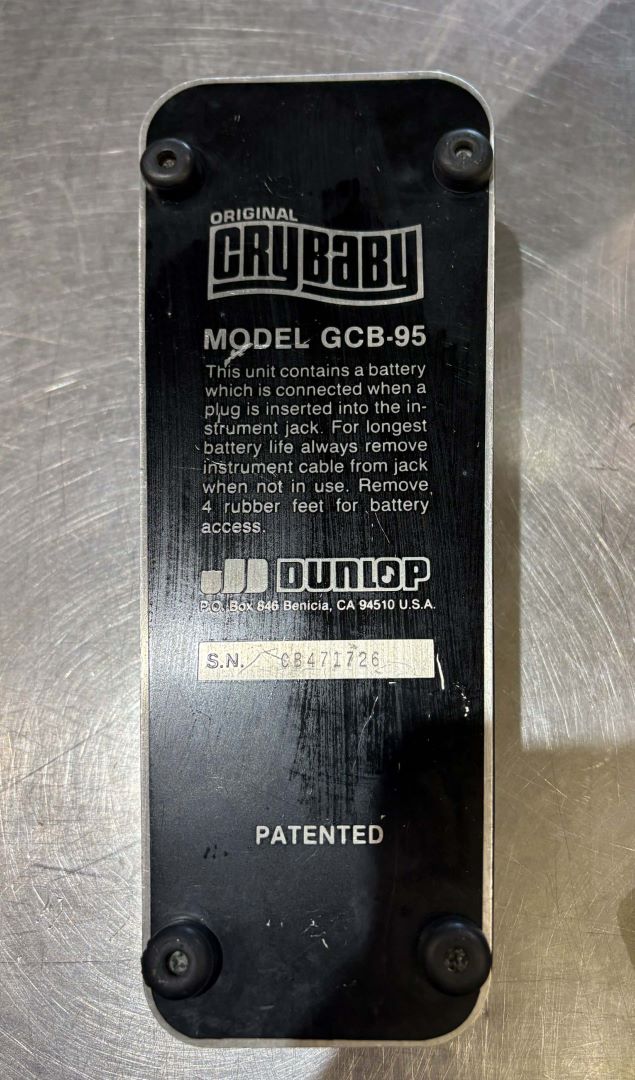 ORIGINAL
CRYBABY
MODEL GCB-95
This unit contains a battery
which is connected when a
plug is inserted into the in-
strument jack. For longest
battery life always remove
instrument cable from jack
when not in use. Remove
4 rubber feet for battery
access.
DUNLOP
P.O. Box 846 Benicia, CA 94510 U.S.A.
S.N. CB471726
PATENTED